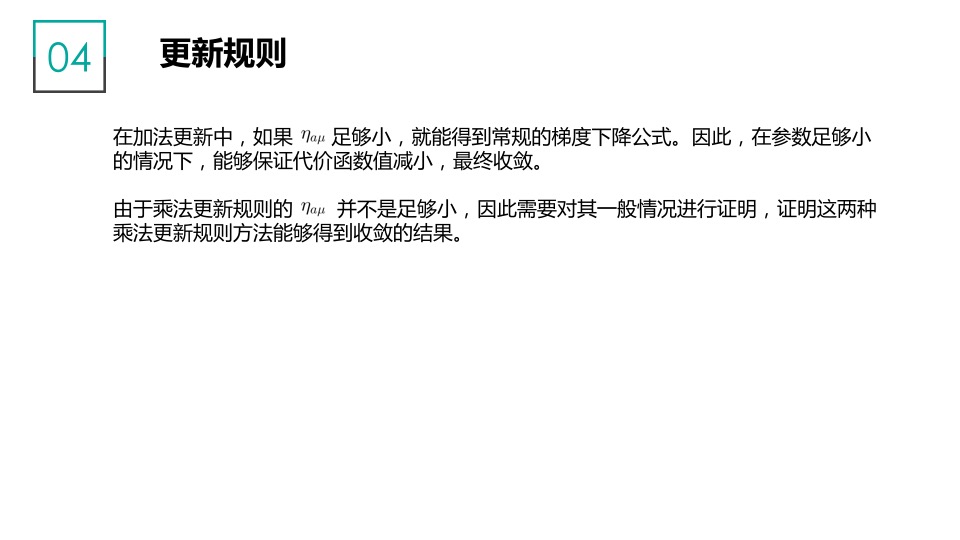 04
更新规则
在加法更新中，如果 η_{aμ} 足够小，就能得到常规的梯度下降公式。因此，在参数足够小
的情况下，能够保证代价函数值减小，最终收敛。
由于乘法更新规则的 η_{aμ} 并不是足够小，因此需要对其一般情况进行证明，证明这两种
乘法更新规则方法能够得到收敛的结果。